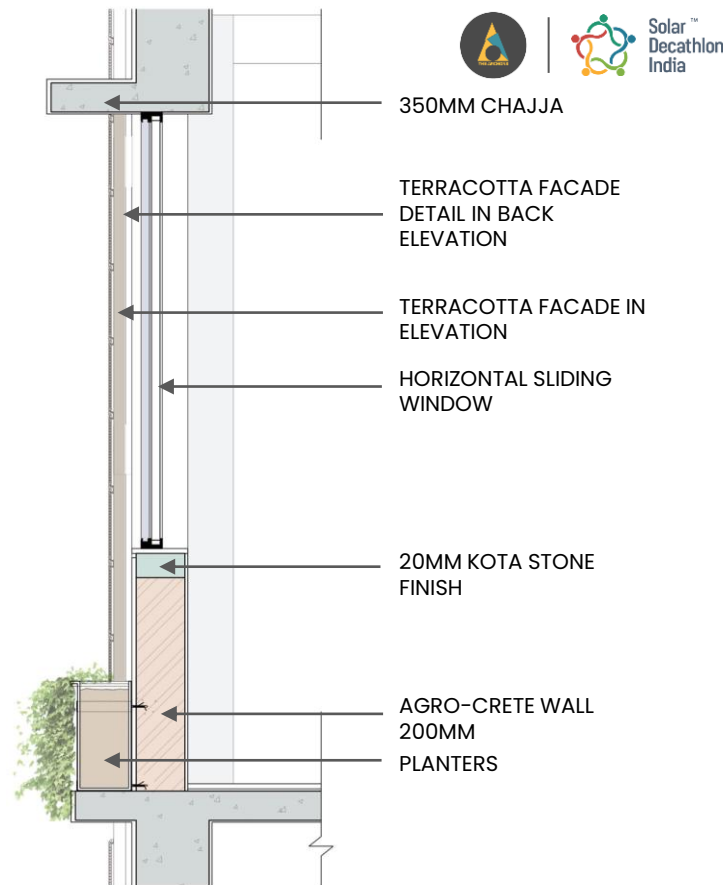 Solar™
Decathlon
India
350MM CHAJJA
TERRACOTTA FACADE
DETAIL IN BACK
ELEVATION
TERRACOTTA FACADE IN
ELEVATION
HORIZONTAL SLIDING
WINDOW
20MM KOTA STONE
FINISH
AGRO-CRETE WALL
200MM
PLANTERS